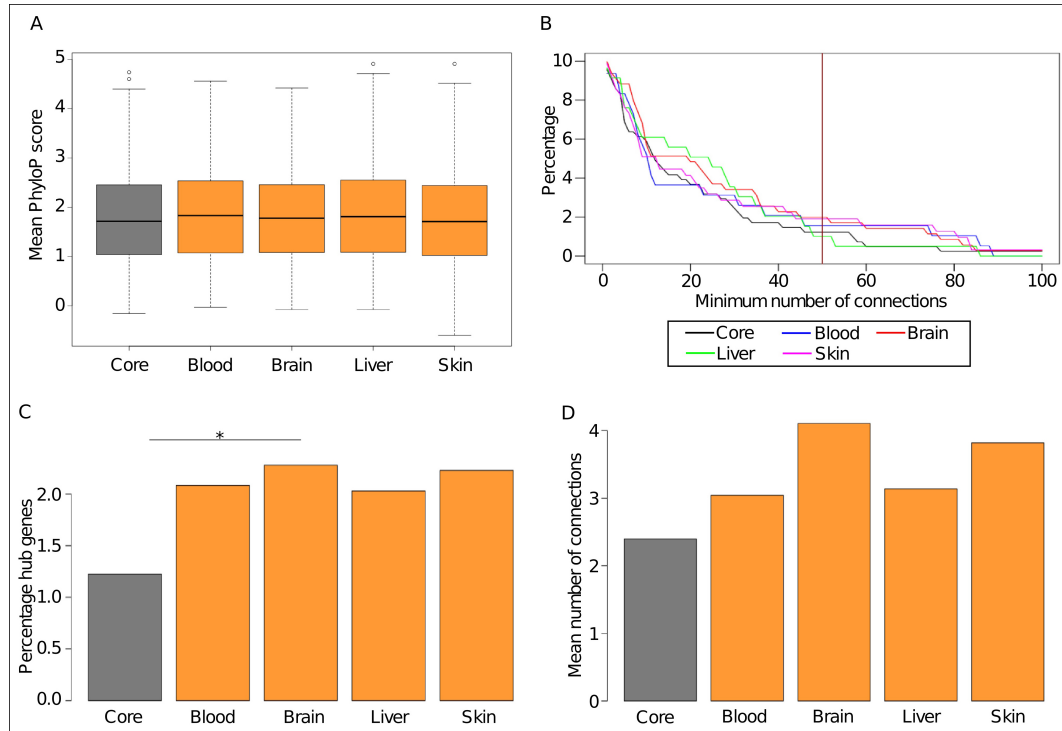 A
Mean PhyloP score
5
4
3
2
1
0
Core Blood Brain Liver Skin
B
Percentage
10
8
6
4
2
0
0 20 40 60 80 100
Minimum number of connections
Core Blood Brain
Liver Skin
C
*
Percentage hub genes
2.0
1.5
1.0
0.5
0.0
Core Blood Brain Liver Skin
D
Mean number of connections
4
3
2
1
0
Core Blood Brain Liver Skin